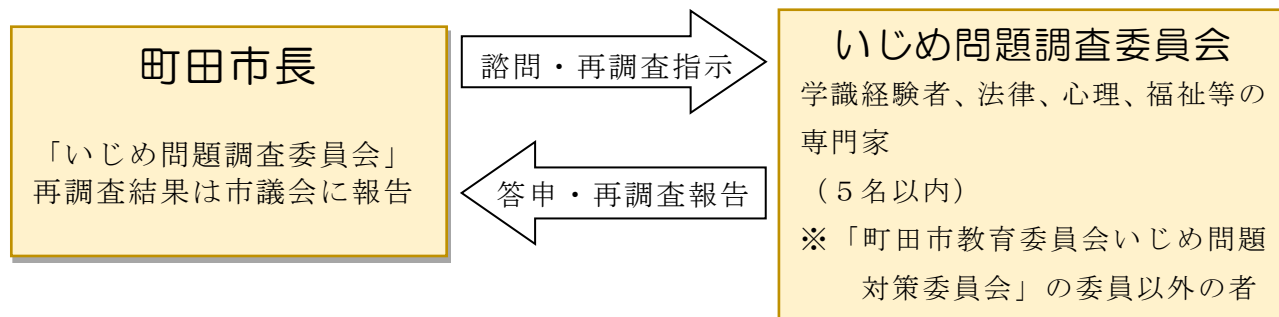 町田市長
「いじめ問題調査委員会」
再調査結果は市議会に報告
諮問・再調査指示
答申・再調査報告
いじめ問題調査委員会
学識経験者、法律、心理、福祉等の
専門家
（５名以内）
※「町田市教育委員会いじめ問題
対策委員会」の委員以外の者